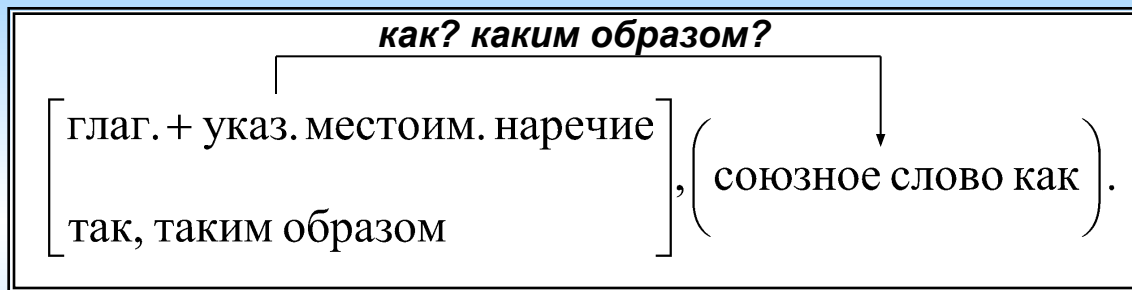 как? каким образом?
глаг. + указ. местоим. наречие
, ( союзное слово как ).
так, таким образом